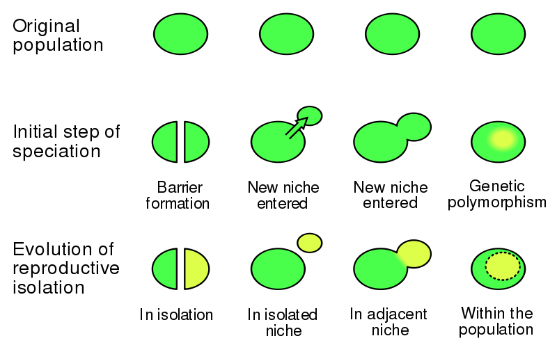 Original
population
Initial step of
speciation
Barrier
formation
New niche
entered
New niche
entered
Genetic
polymorphism
Evolution of
reproductive
isolation
In isolation
In isolated
niche
In adjacent
niche
Within the
population